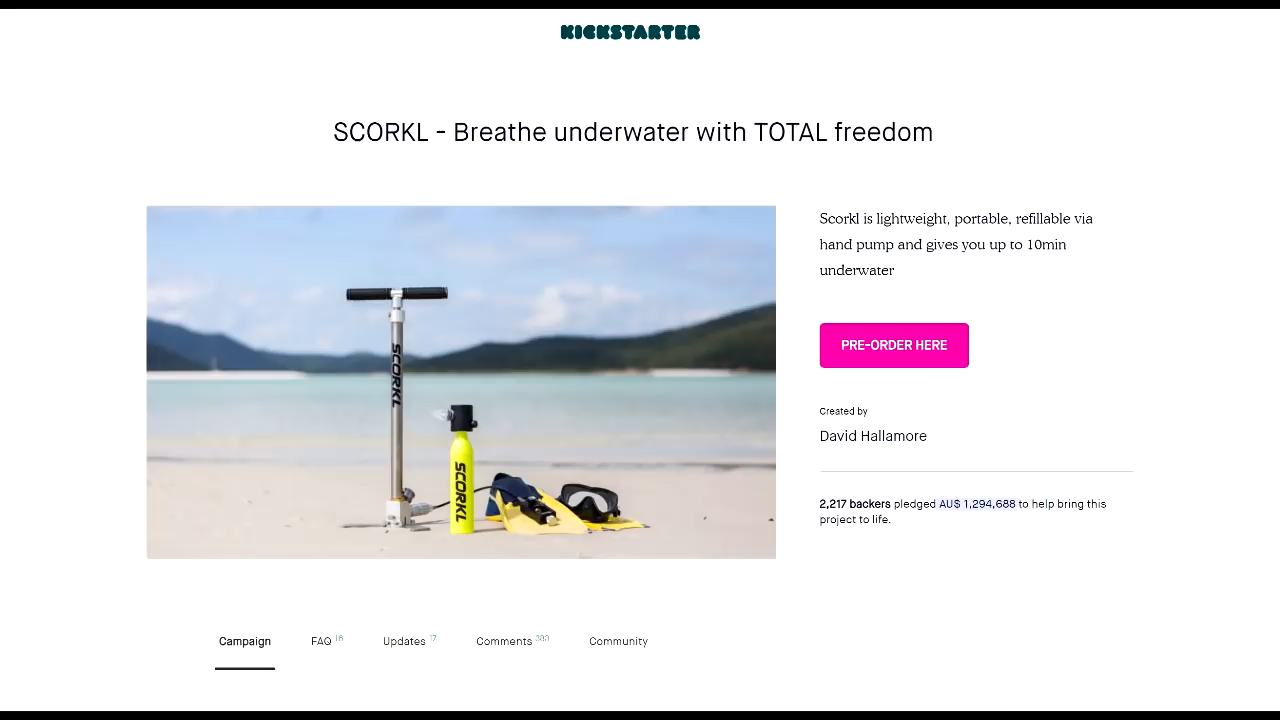 KICKSTARTER
SCORKL - Breathe underwater with TOTAL freedom
SCORKL
SCORKL
Scorkl is lightweight, portable, refillable via
hand pump and gives you up to 10min
underwater
PRE-ORDER HERE
Created by
David Hallamore
2,217 backers pledged AU$ 1,294,688 to help bring this
project to life.
Campaign FAQ 16 Updates 17 Comments 383 Community